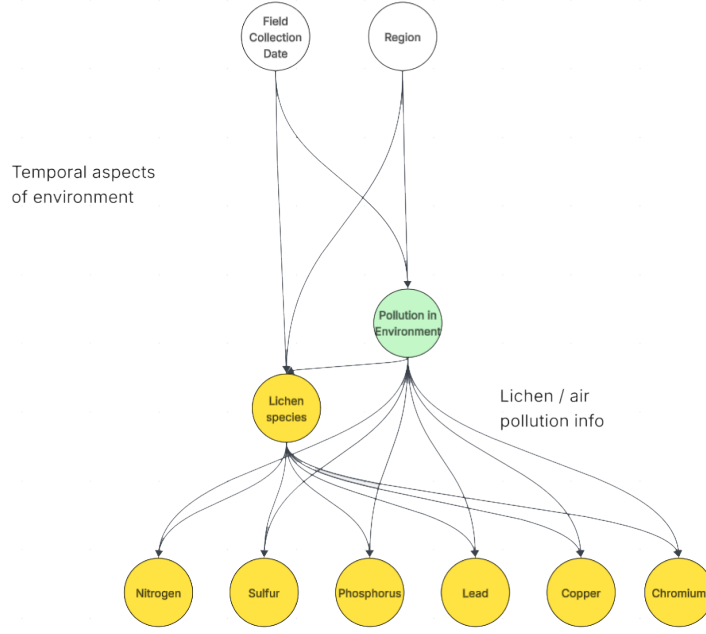 Field
Collection
Date
Region
Temporal aspects
of environment
Pollution in
Environment
Lichen
species
Lichen / air
pollution info
Nitrogen
Sulfur
Phosphorus
Lead
Copper
Chromium